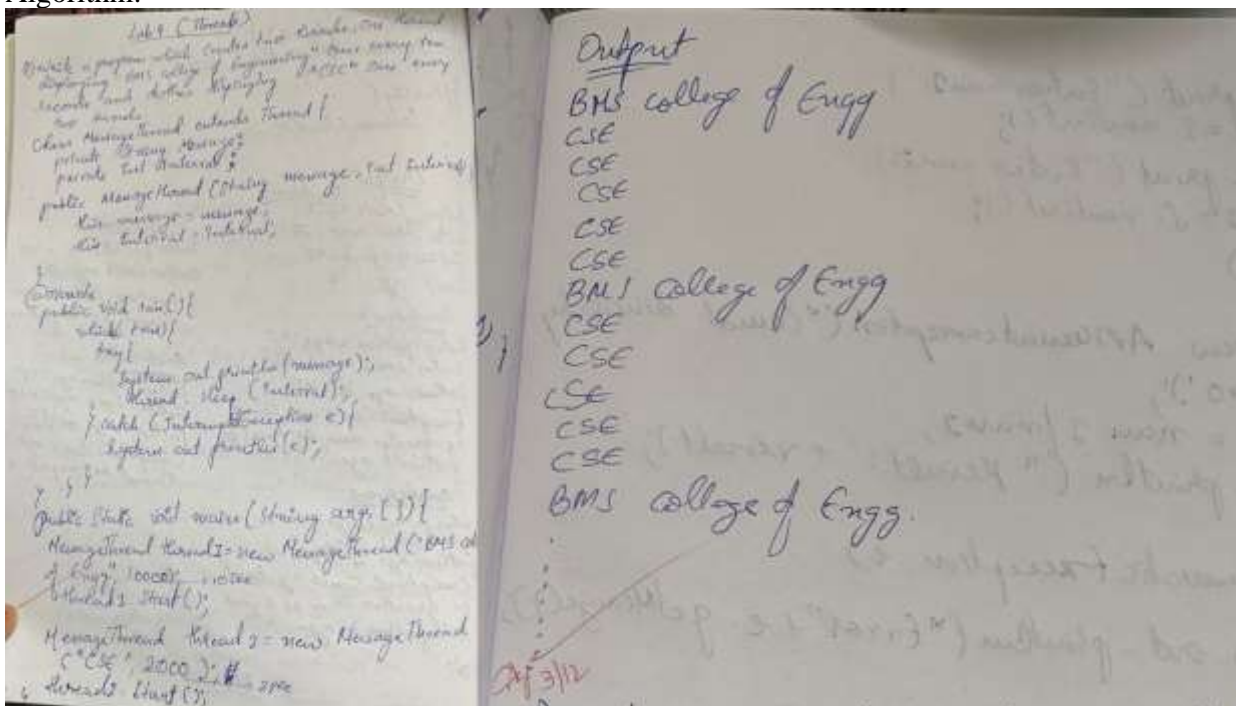 Algorithm:
Lab 9 (Threads)
Write a program which creates two threads, one thread
displaying "BMS college of Engineering" once every ten
seconds and another displaying "CSE" once every
two seconds
class MessageThread extends Thread {
private String message;
private int interval;
public MessageThread (String message, int interval
this.message = message;
this.interval = interval;
}
public void run() {
while (true) {
try {
System.out.println(message);
Thread.sleep (interval);
} catch (InterruptedException e) {
System.out.println(e);
} } }
public static void main(String args []) {
MessageThread thread1 = new MessageThread ("BMS col
of Engg", 10000);
thread1.start();
MessageThread thread2 = new MessageThread
("CSE", 2000);
thread2.start();
Output
BMS college of Engg
CSE
CSE
CSE
CSE
CSE
BMS college of Engg
CSE
CSE
CSE
CSE
CSE
BMS college of Engg.
3/12